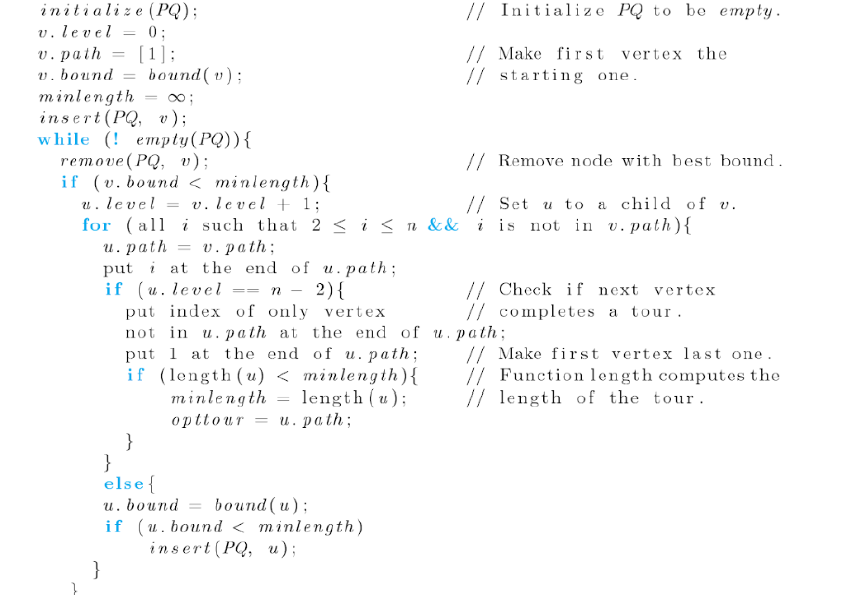 initialize(PQ); // Initialize PQ to be empty.
v.level = 0;
v.path = [1]; // Make first vertex the
v.bound = bound(v); // starting one.
minlength = ∞;
insert(PQ, v);
while (! empty(PQ)){
remove(PQ, v); // Remove node with best bound.
if (v.bound < minlength){
u.level = v.level + 1; // Set u to a child of v.
for (all i such that 2 ≤ i ≤ n && i is not in v.path){
u.path = v.path;
put i at the end of u.path;
if (u.level == n − 2){ // Check if next vertex
put index of only vertex // completes a tour.
not in u.path at the end of u.path;
put 1 at the end of u.path; // Make first vertex last one.
if (length(u) < minlength){ // Function length computes the
minlength = length(u); // length of the tour.
opttour = u.path;
}
}
else{
u.bound = bound(u);
if (u.bound < minlength)
insert(PQ, u);
}
}